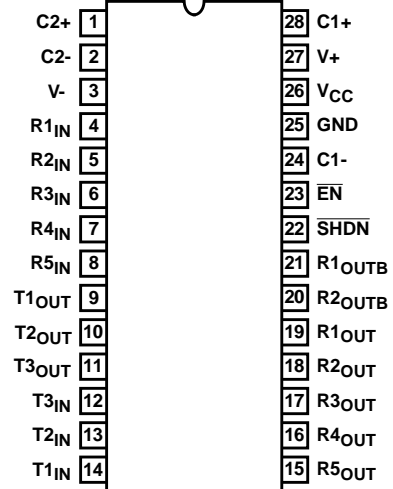 C2+ 1 28 C1+
C2- 2 27 V+
V- 3 26 VCC
R1IN 4 25 GND
R2IN 5 24 C1-
R3IN 6 23 EN
R4IN 7 22 SHDN
R5IN 8 21 R1OUTB
T1OUT 9 20 R2OUTB
T2OUT 10 19 R1OUT
T3OUT 11 18 R2OUT
T3IN 12 17 R3OUT
T2IN 13 16 R4OUT
T1IN 14 15 R5OUT